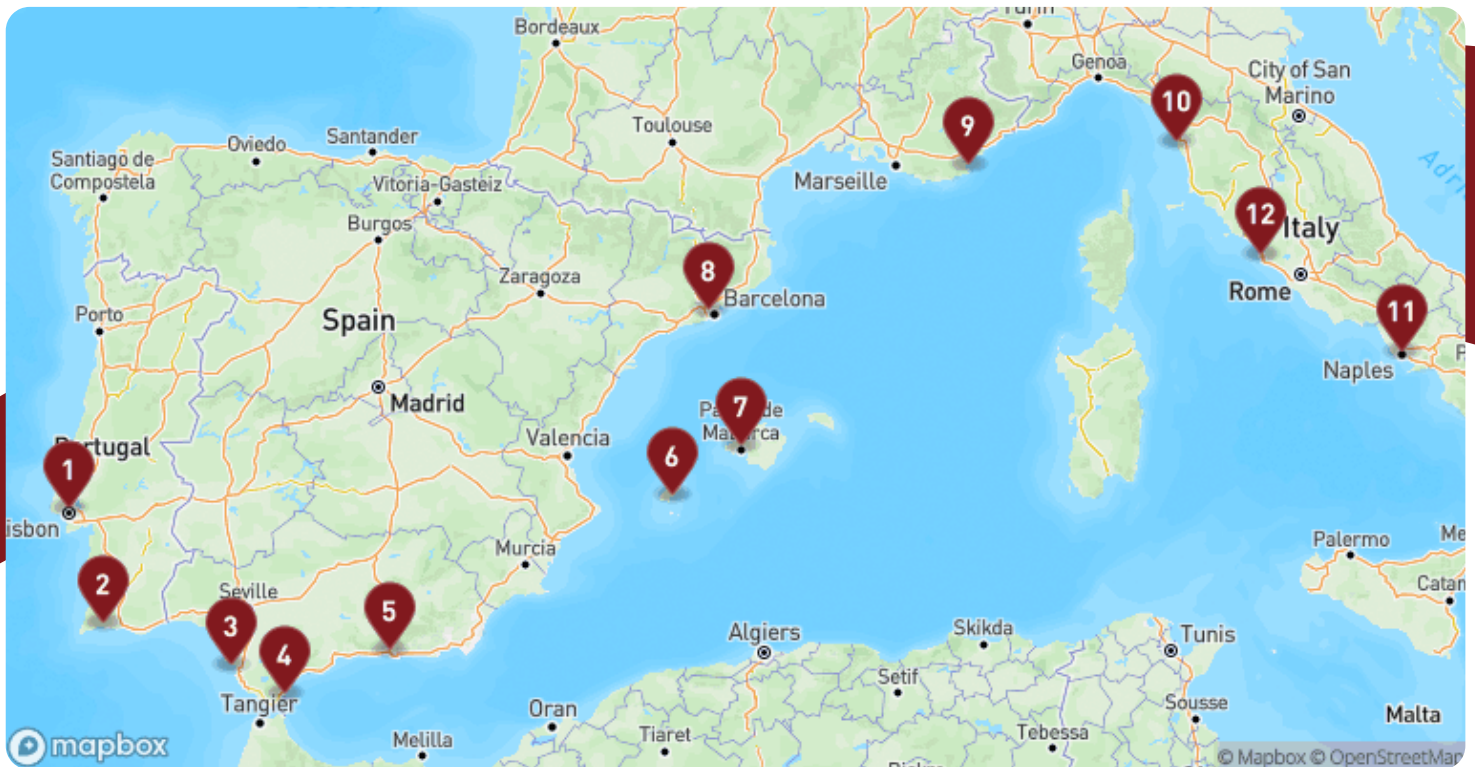 Bordeaux
Turin
Genoa
City of San
Marino
10
9
Toulouse
Santander
Oviedo
Santiago de
Compostela
Vitoria-Gasteiz
Marseille
Adri
Burgos
12
Italy
8
Zaragoza
Barcelona
Rome
Porto
Spain
11
Madrid
Naples
7
Portugal
Valencia
6
1
isbon
Murcia
Palermo
Me
2
Seville
5
Catan
3
Algiers
Skikda
Tunis
4
Tangier
Setif
Oran
Sousse
Malta
Melilla
Tiaret
Tebessa
mapbox
© Mapbox © OpenStreetMap